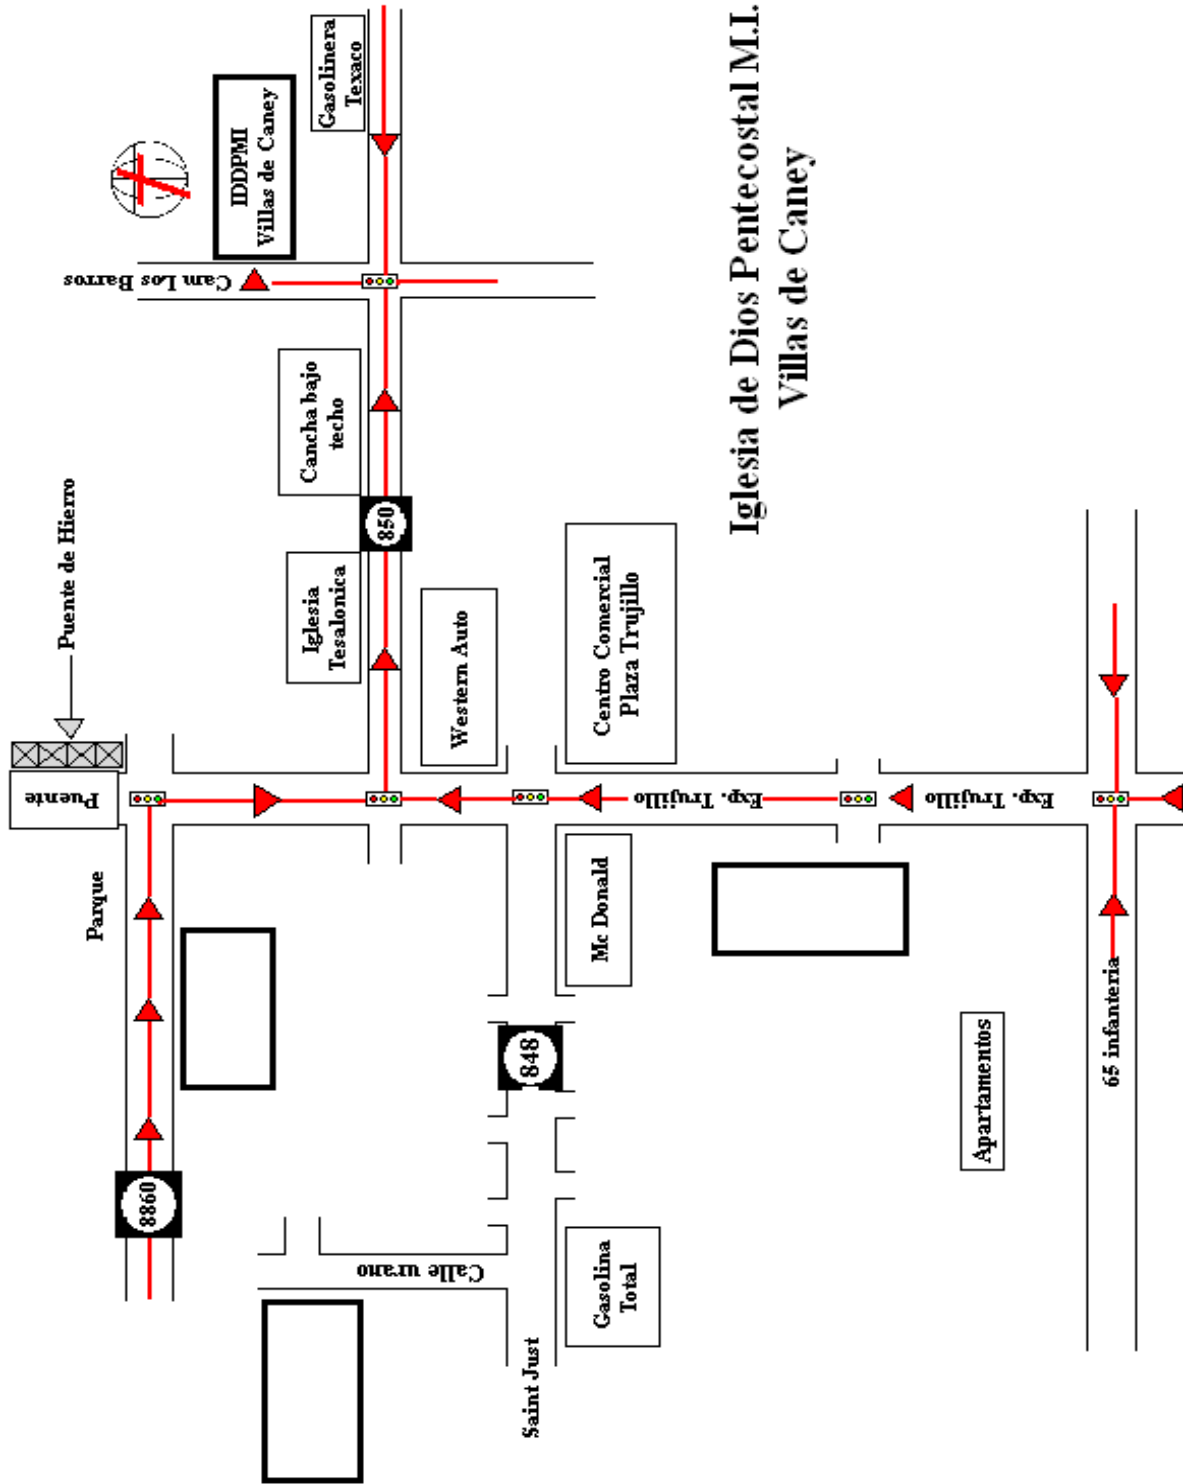 Gasolinera
Texaco
IDDPMI
Villas de Caney
Cam Los Barros
Cancha bajo
techo
Puente de Hierro
850
Iglesia
Tesalonica
Western Auto
Centro Comercial
Plaza Trujillo
Iglesia de Dios Pentecostal M.I.
Villas de Caney
Puente
Exp. Trujillo
Exp. Trujillo
Parque
Mc Donald
848
65 infanteria
Apartamentos
8860
Calle urano
Gasolina
Total
Saint Just